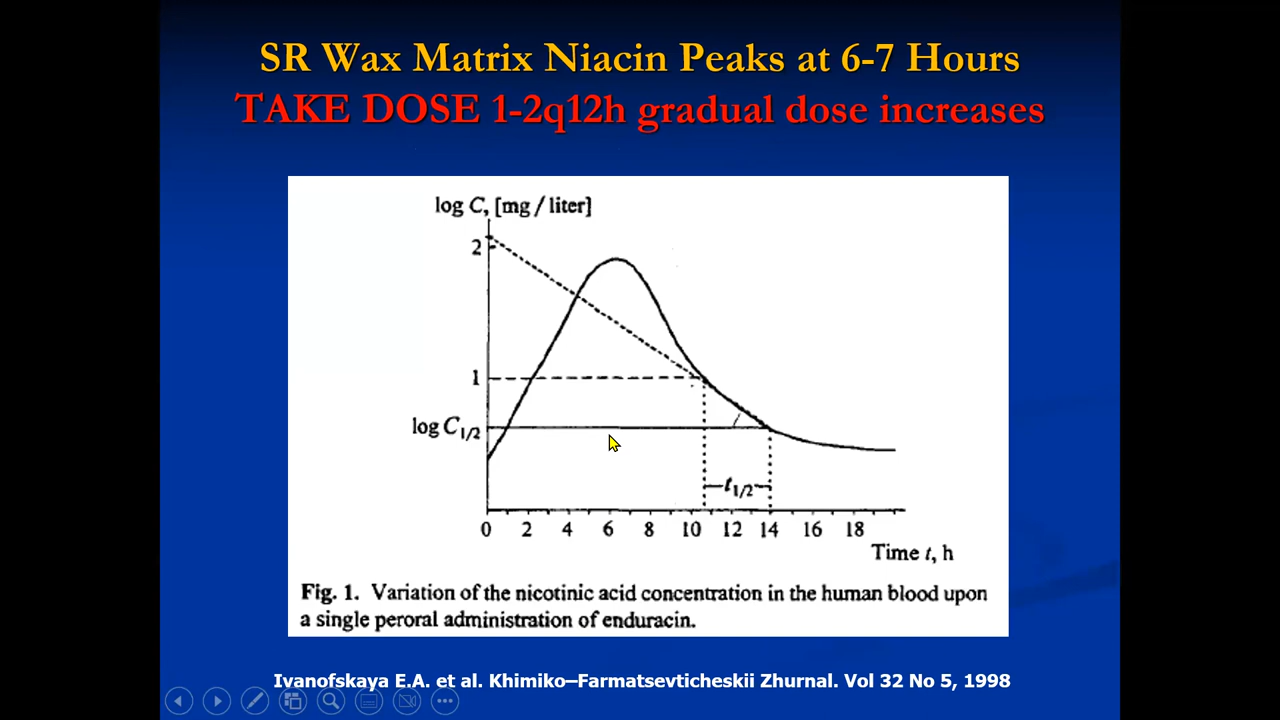 SR Wax Matrix Niacin Peaks at 6-7 Hours
TAKE DOSE 1-2q12h gradual dose increases
log C, [mg / liter]
2
1
log C1/2
t1/2
0 2 4 6 8 10 12 14 16 18
Time t, h
Fig. 1. Variation of the nicotinic acid concentration in the human blood upon
a single peroral administration of enduracin.
Ivanofskaya E.A. et al. Khimiko–Farmatsevticheskii Zhurnal. Vol 32 No 5, 1998